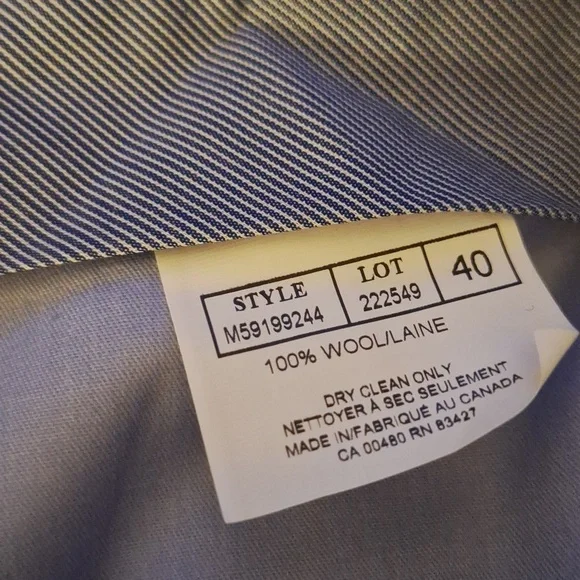 STYLE LOT 40
M59199244 222549
100% WOOL/LAINE
DRY CLEAN ONLY
NETTOYER À SEC SEULEMENT
MADE IN/FABRIQUÉ AU CANADA
CA 00480 RN 83427